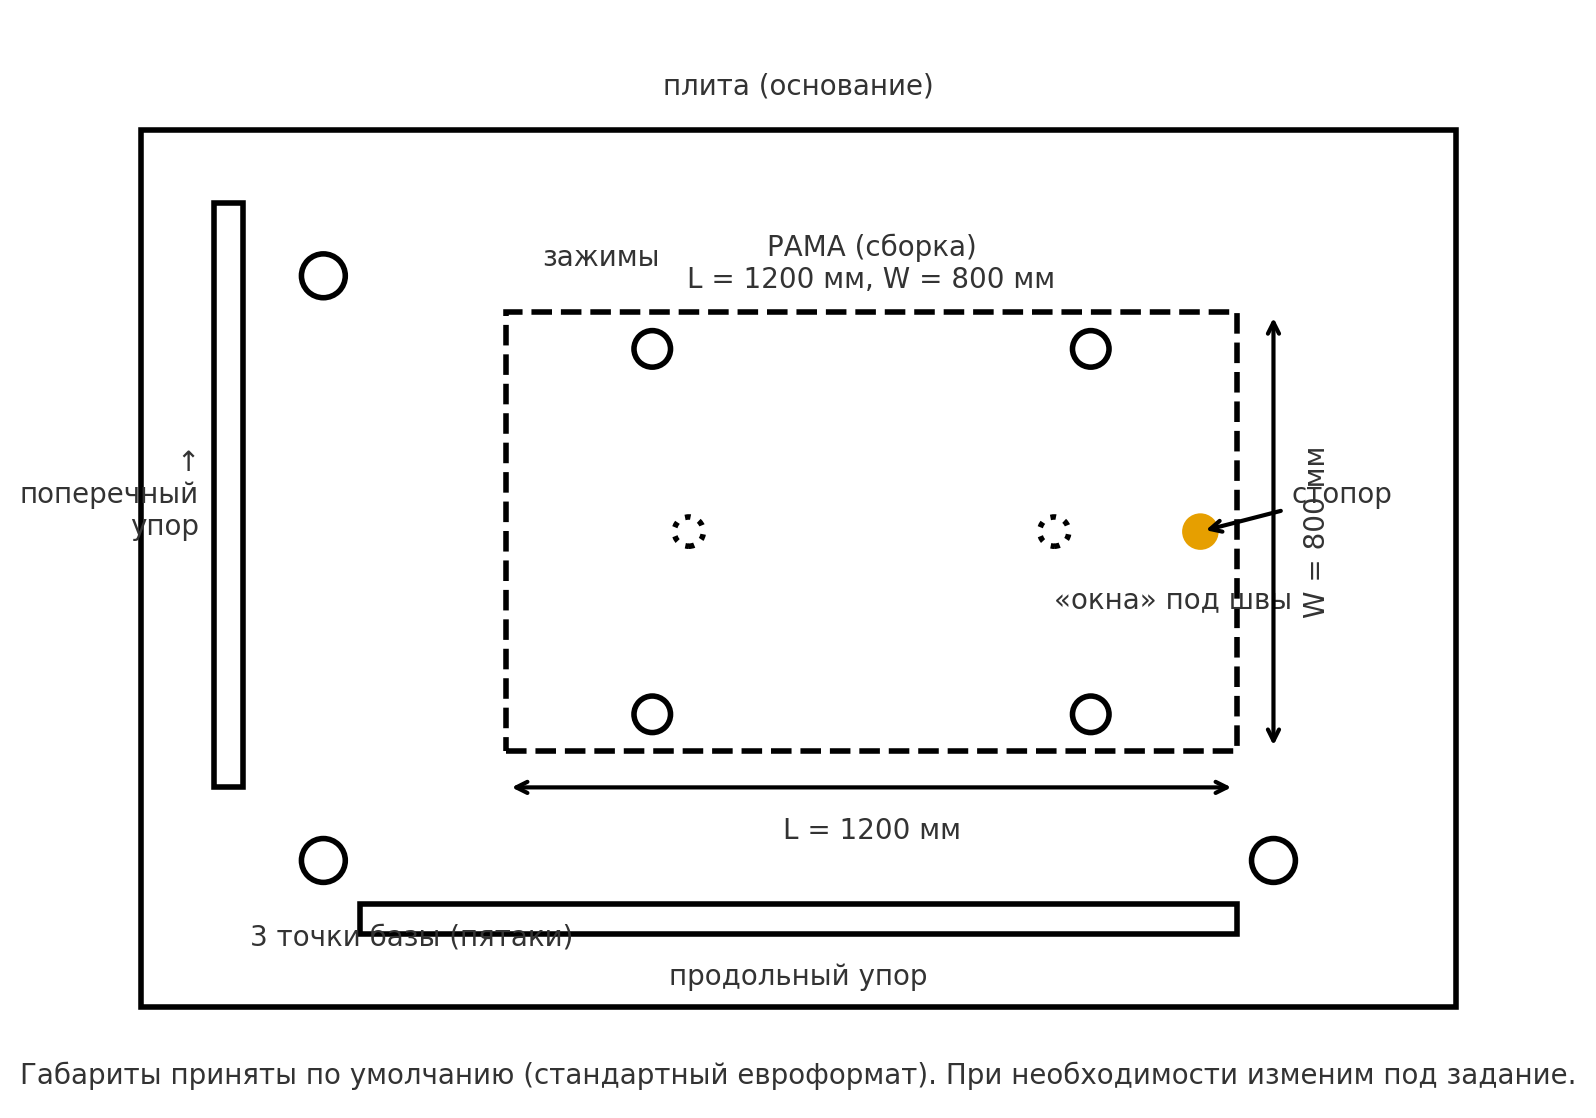 плита (основание)
зажимы
РАМА (сборка)
L = 1200 мм, W = 800 мм
↑
поперечный
упор
стопор
W = 800 мм
«окна» под швы
L = 1200 мм
3 точки базы (пятаки)
продольный упор
Габариты приняты по умолчанию (стандартный евроформат). При необходимости изменим под задание.